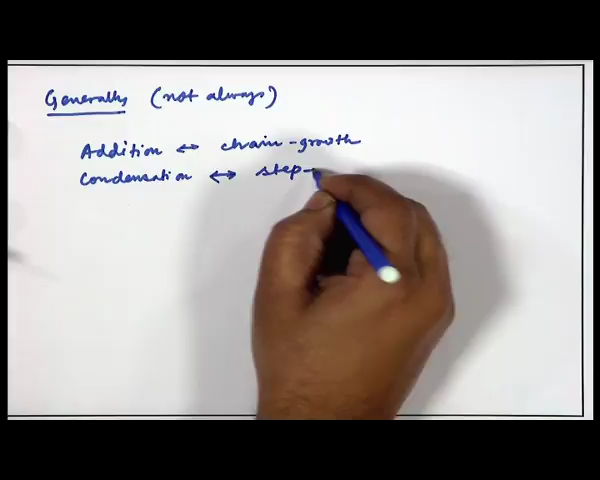 Generally (not always)
Addition ↔ chain-growth
Condensation ↔ step-